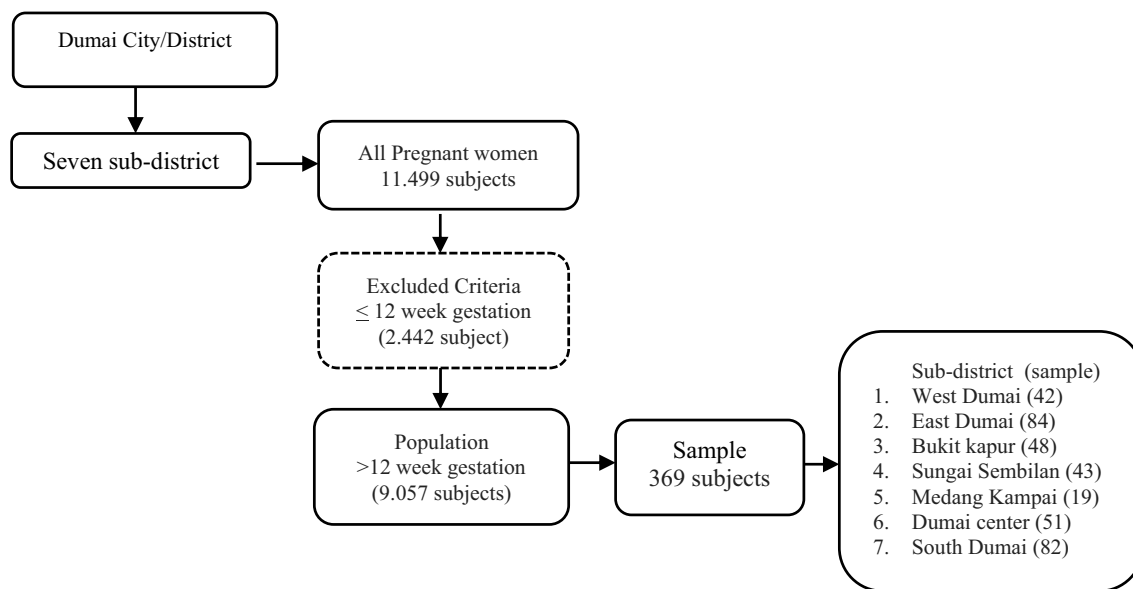 Dumai City/District
Seven sub-district
All Pregnant women
11.499 subjects
Excluded Criteria
≤ 12 week gestation
(2.442 subject)
Population
>12 week gestation
(9.057 subjects)
Sample
369 subjects
Sub-district (sample)
1. West Dumai (42)
2. East Dumai (84)
3. Bukit kapur (48)
4. Sungai Sembilan (43)
5. Medang Kampai (19)
6. Dumai center (51)
7. South Dumai (82)